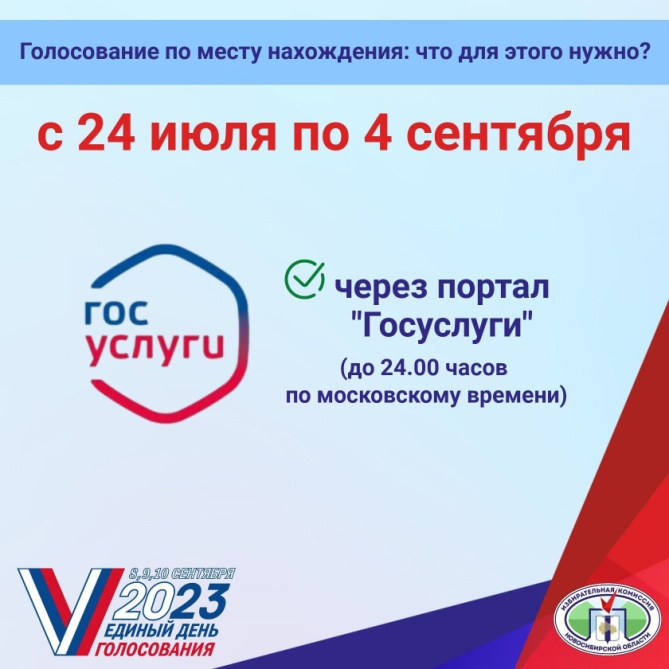 Голосование по месту нахождения: что для этого нужно?
с 24 июля по 4 сентября
гос
услуги
через портал
"Госуслуги"
(до 24.00 часов
по московскому времени)
8,9,10 СЕНТЯБРЯ
2023
ЕДИНЫЙ ДЕНЬ
ГОЛОСОВАНИЯ
ИЗБИРАТЕЛЬНАЯ КОМИССИЯ
НОВОСИБИРСКОЙ ОБЛАСТИ